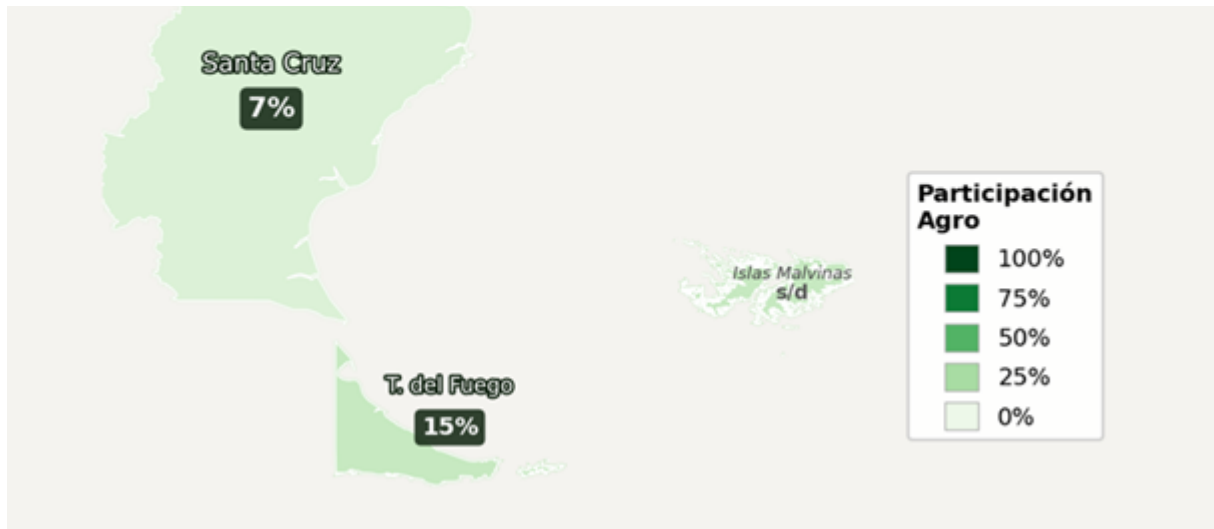 Santa Cruz
7%
Islas Malvinas
s/d
T. del Fuego
15%
Participación
Agro
100%
75%
50%
25%
0%